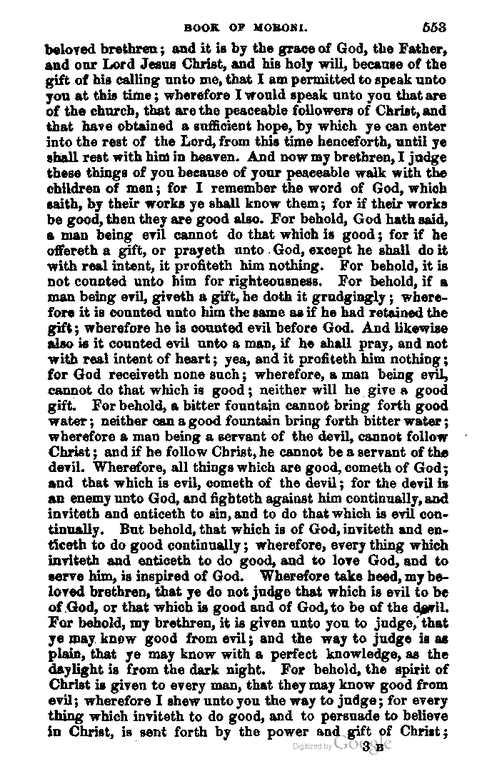 BOOK OF MORONI. 553
beloved brethren; and it is by the grace of God, the Father,
and our Lord Jesus Christ, and his holy will, because of the
gift of his calling unto me, that I am permitted to speak unto
you at this time; wherefore I would speak unto you that are
of the church, that are the peaceable followers of Christ, and
that have obtained a sufficient hope, by which ye can enter
into the rest of the Lord, from this time henceforth, until ye
shall rest with him in heaven. And now my brethren, I judge
these things of you because of your peaceable walk with the
children of men; for I remember the word of God, which
saith, by their works ye shall know them; for if their works
be good, then they are good also. For behold, God hath said,
a man being evil cannot do that which is good; for if he
offereth a gift, or prayeth unto God, except he shall do it
with real intent, it profiteth him nothing. For behold, it is
not counted unto him for righteousness. For behold, if a
man being evil, giveth a gift, he doth it grudgingly; where-
fore it is counted unto him the same as if he had retained the
gift; wherefore he is counted evil before God. And likewise
also is it counted evil unto a man, if he shall pray, and not
with real intent of heart; yea, and it profiteth him nothing;
for God receiveth none such; wherefore, a man being evil,
cannot do that which is good; neither will he give a good
gift. For behold, a bitter fountain cannot bring forth good
water; neither can a good fountain bring forth bitter water;
wherefore a man being a servant of the devil, cannot follow
Christ; and if he follow Christ, he cannot be a servant of the
devil. Wherefore, all things which are good, cometh of God;
and that which is evil, cometh of the devil; for the devil is
an enemy unto God, and fighteth against him continually, and
inviteth and enticeth to sin, and to do that which is evil con-
tinually. But behold, that which is of God, inviteth and en-
ticeth to do good continually; wherefore, every thing which
inviteth and enticeth to do good, and to love God, and to
serve him, is inspired of God. Wherefore take heed, my be-
loved brethren, that ye do not judge that which is evil to be
of God, or that which is good and of God, to be of the devil.
For behold, my brethren, it is given unto you to judge, that
ye may know good from evil; and the way to judge is as
plain, that ye may know with a perfect knowledge, as the
daylight is from the dark night. For behold, the spirit of
Christ is given to every man, that they may know good from
evil; wherefore I shew unto you the way to judge; for every
thing which inviteth to do good, and to persuade to believe
in Christ, is sent forth by the power and gift of Christ;
3 B
Digitized by Google